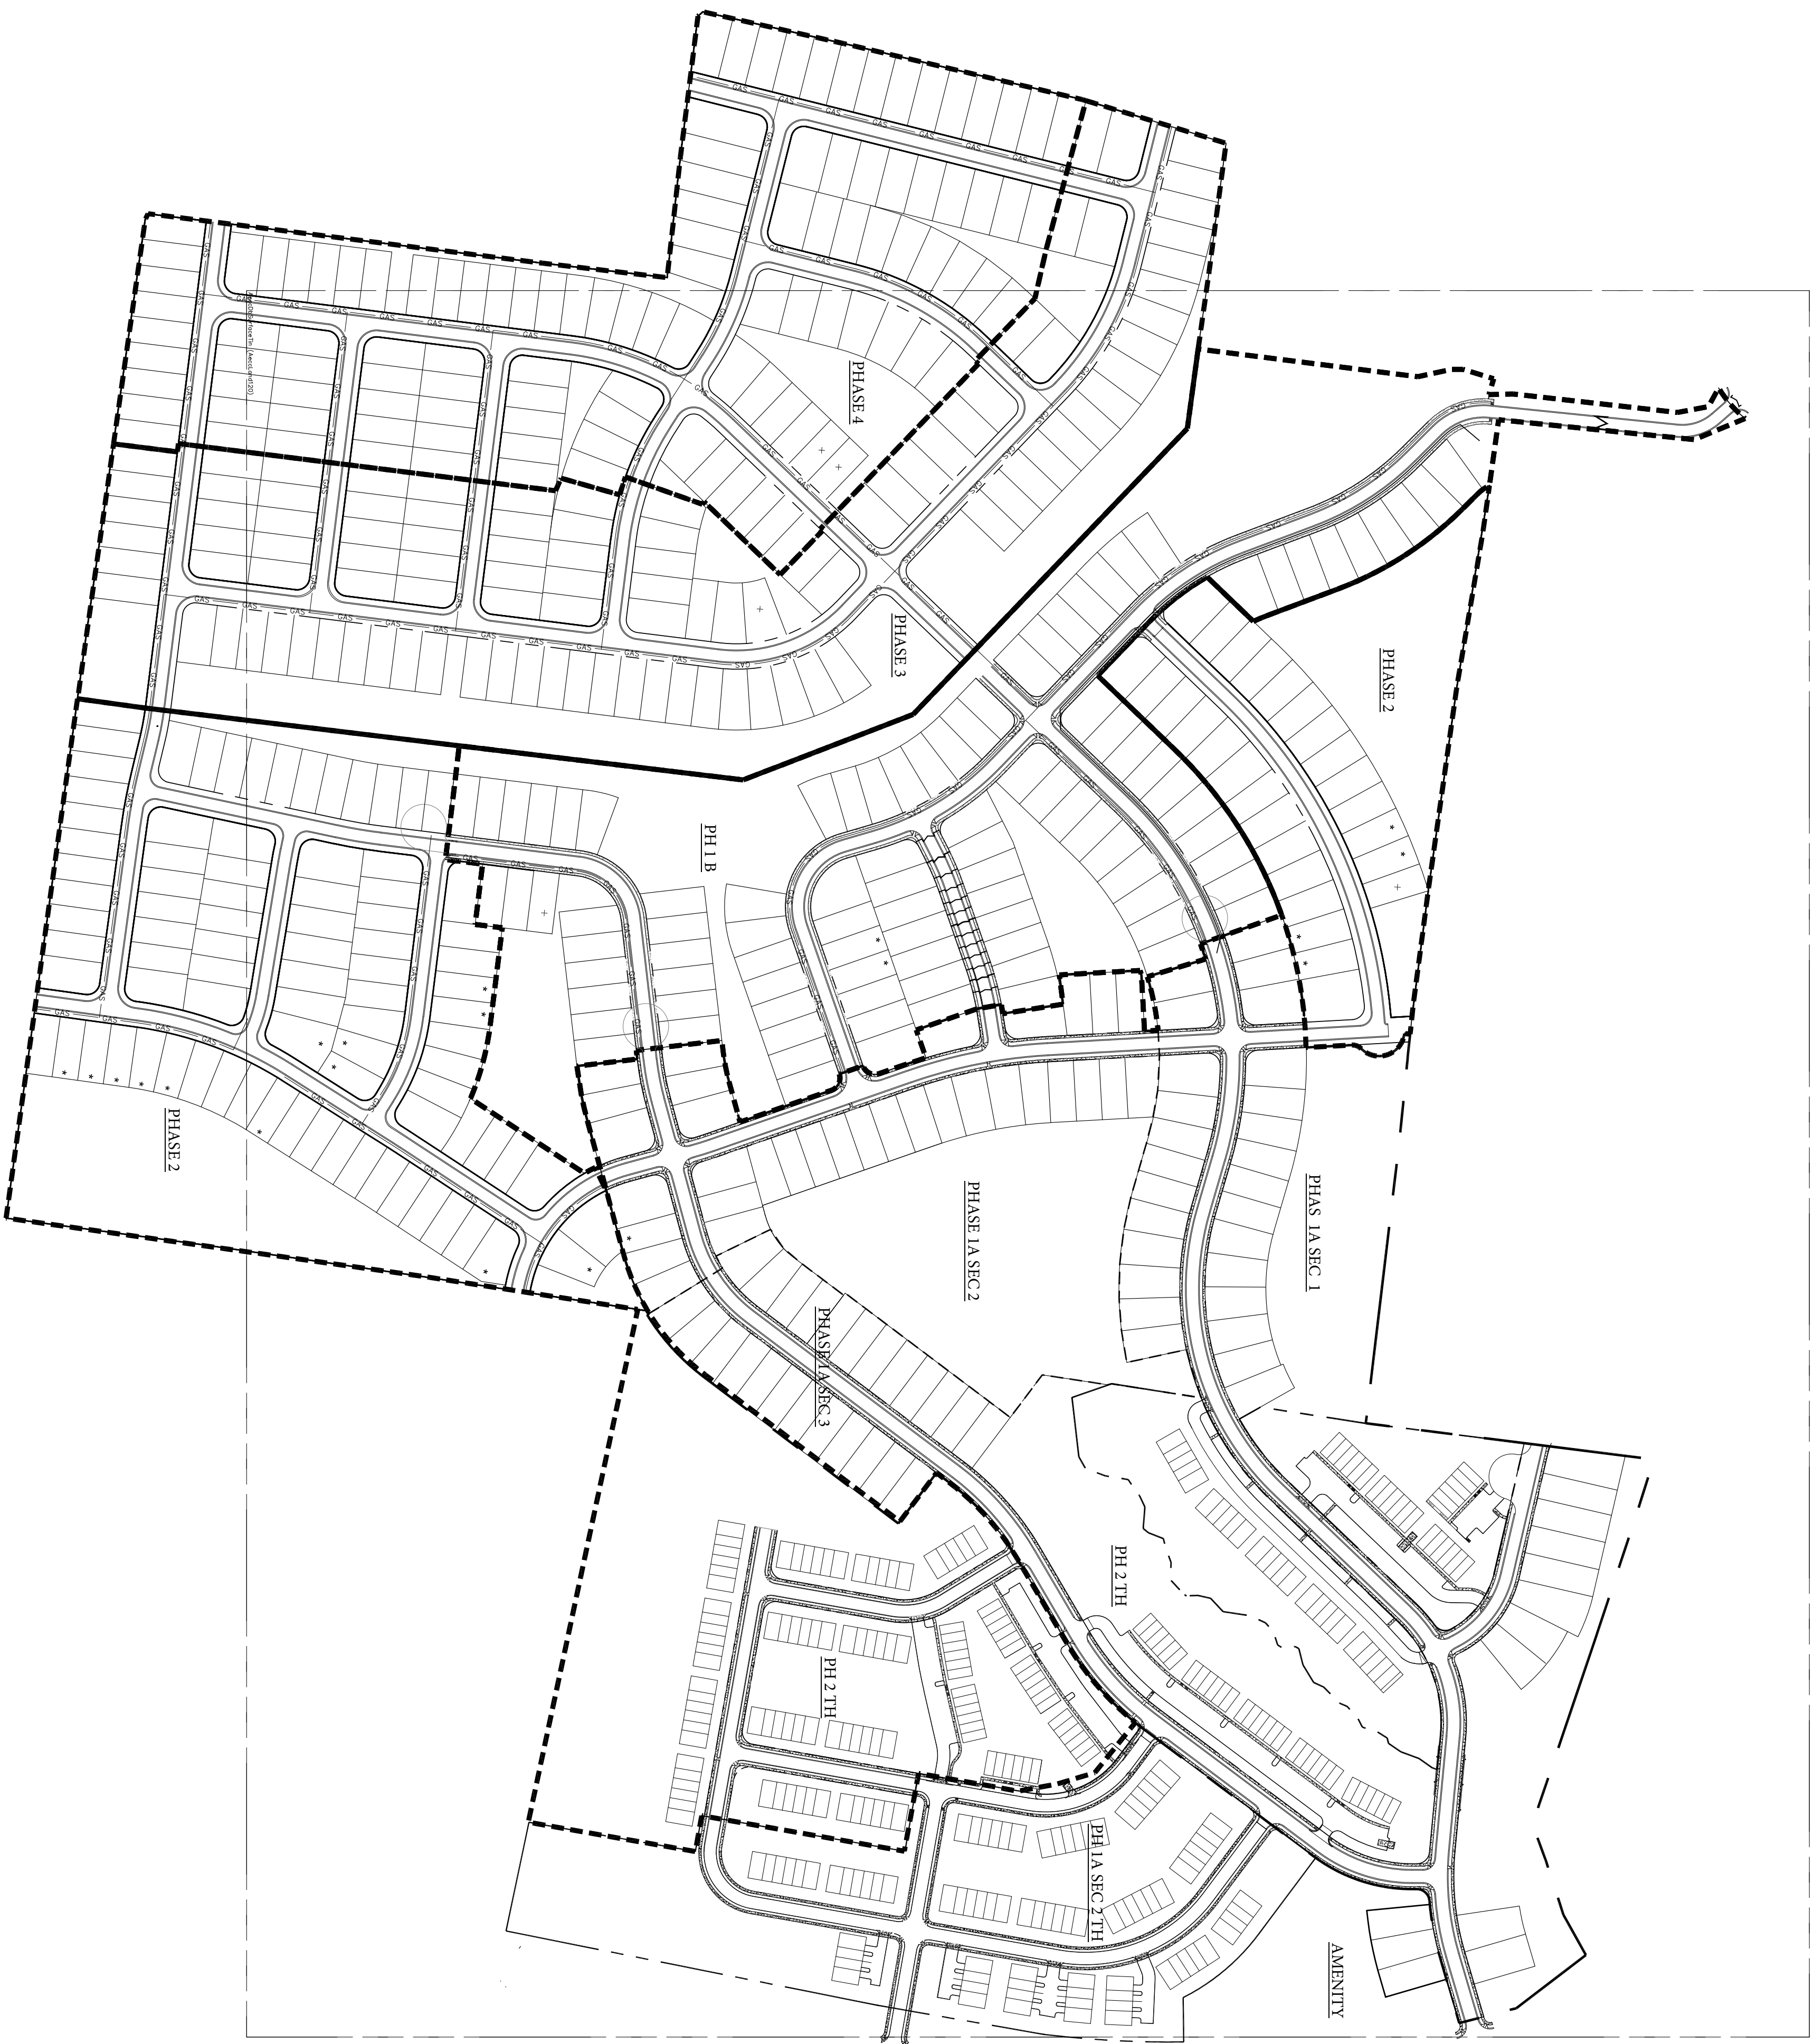 PHASE 4
PHASE 3
PHASE 2
PH 1 B
PHASE 2
PHASE 1A SEC 2
PHAS 1A SEC 1
PHASE 1A SEC 3
PH 2 TH
PH 2 TH
PH 1A SEC 2 TH
AMENITY
GAS